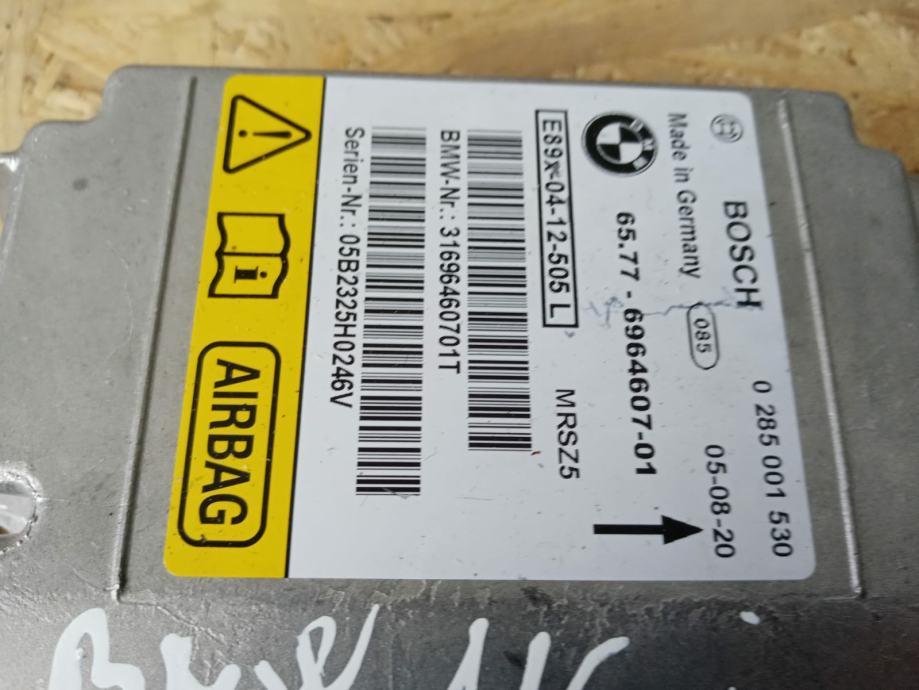 BOSCH 0 285 001 530
Made in Germany 085 05-08-20
65.77 - 6964607-01
E89x-04-12-505 L MRSZ5
BMW-Nr.: 31696460701T
Serien-Nr.: 05B2325H0246V
AIRBAG